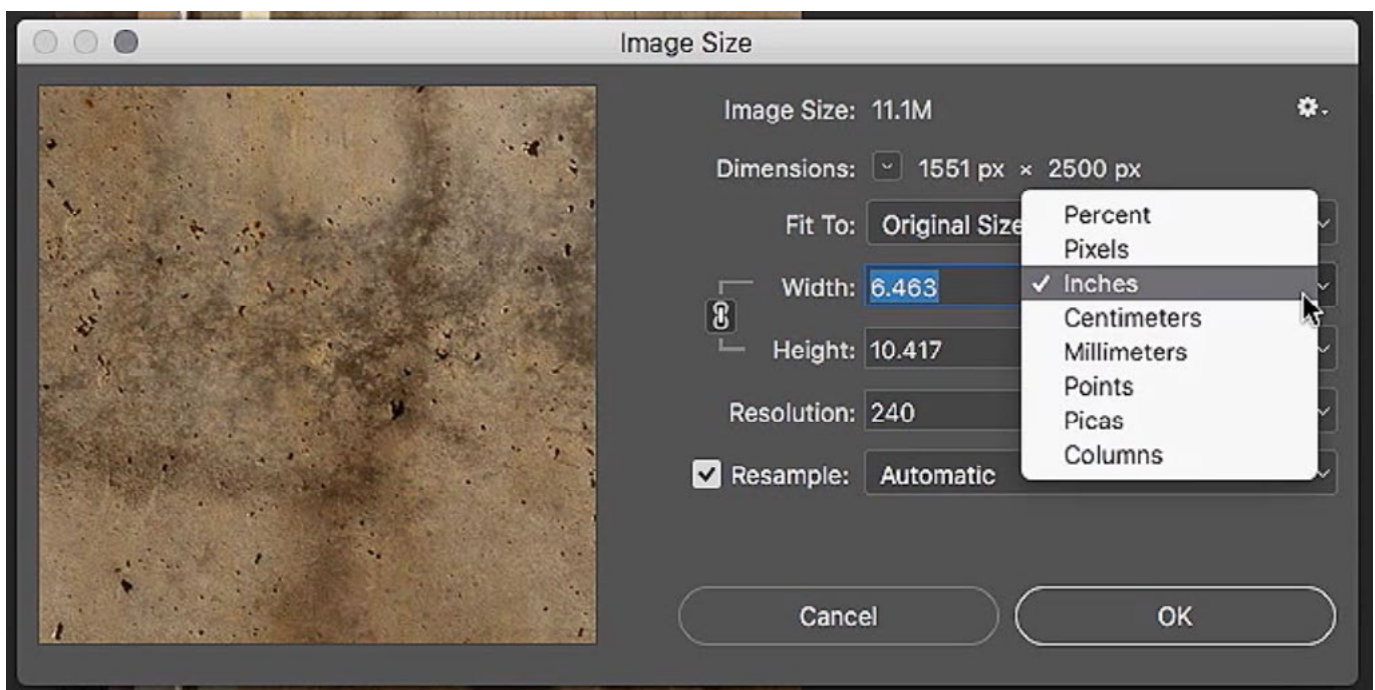 Image Size
Image Size: 11.1M
Dimensions: 1551 px × 2500 px
Fit To: Original Size
Width: 6.463
Height: 10.417
Resolution: 240
Resample: Automatic
Percent
Pixels
✓ Inches
Centimeters
Millimeters
Points
Picas
Columns
Cancel
OK